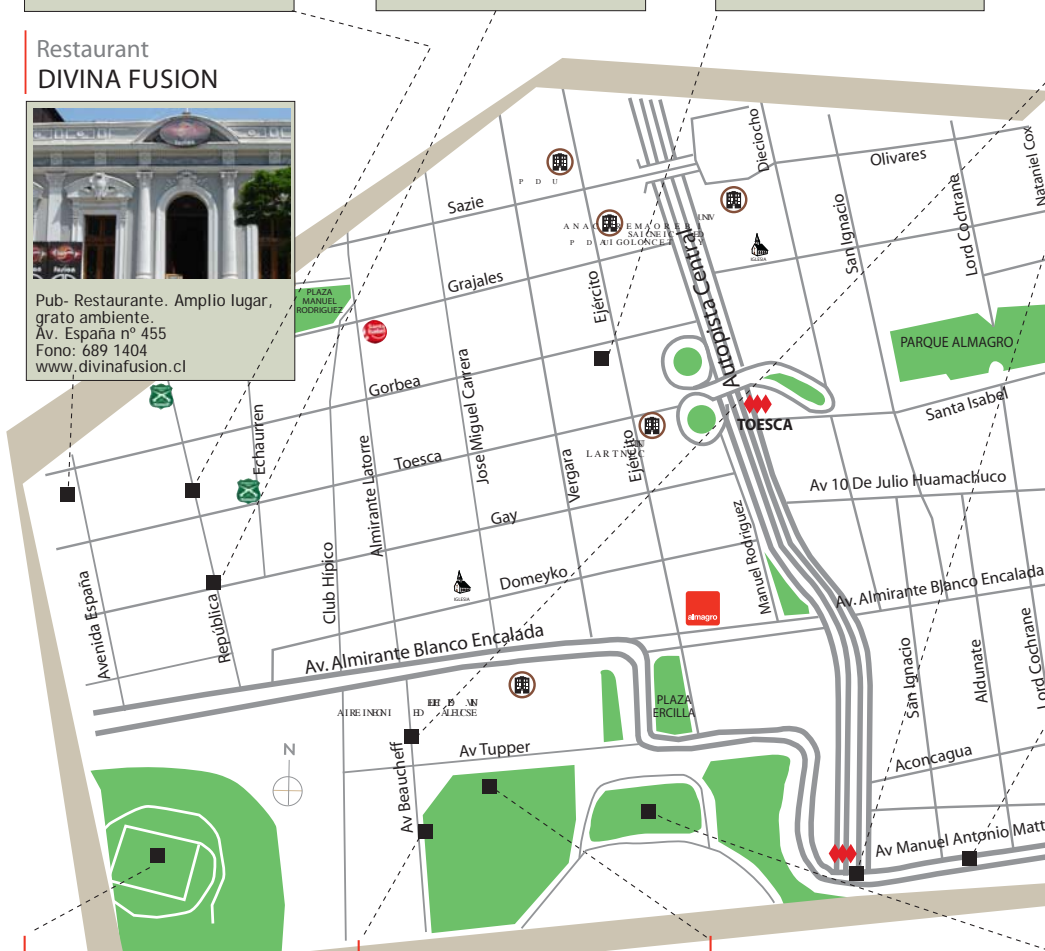 Restaurant
DIVINA FUSION
Pub- Restaurante. Amplio lugar,
grato ambiente.
Av. España nº 455
Fono: 689 1404
www.divinafusion.cl
PLAZA
MANUEL
RODRIGUEZ
Sazie
Grajales
Gorbea
Toesca
Gay
Domeyko
Av. Almirante Blanco Encalada
Avenida España
República
Echaurren
Club Hípico
Almirante Latorre
Jose Miguel Carrera
Vergara
Ejército
Ejército
P D U
IGLESIA
IGLESIA
Autopista Central
Dieciocho
Olivares
San Ignacio
Lord Cochrane
Nataniel Cox
PARQUE ALMAGRO
Santa Isabel
TOESCA
Av 10 De Julio Huamachuco
Manuel Rodriguez
Av. Almirante Blanco Encalada
almagro
PLAZA
ERCILLA
San Ignacio
Aldunate
Lord Cochrane
Aconcagua
Av Manuel Antonio Matt
Av Tupper
Av Beaucheff
N